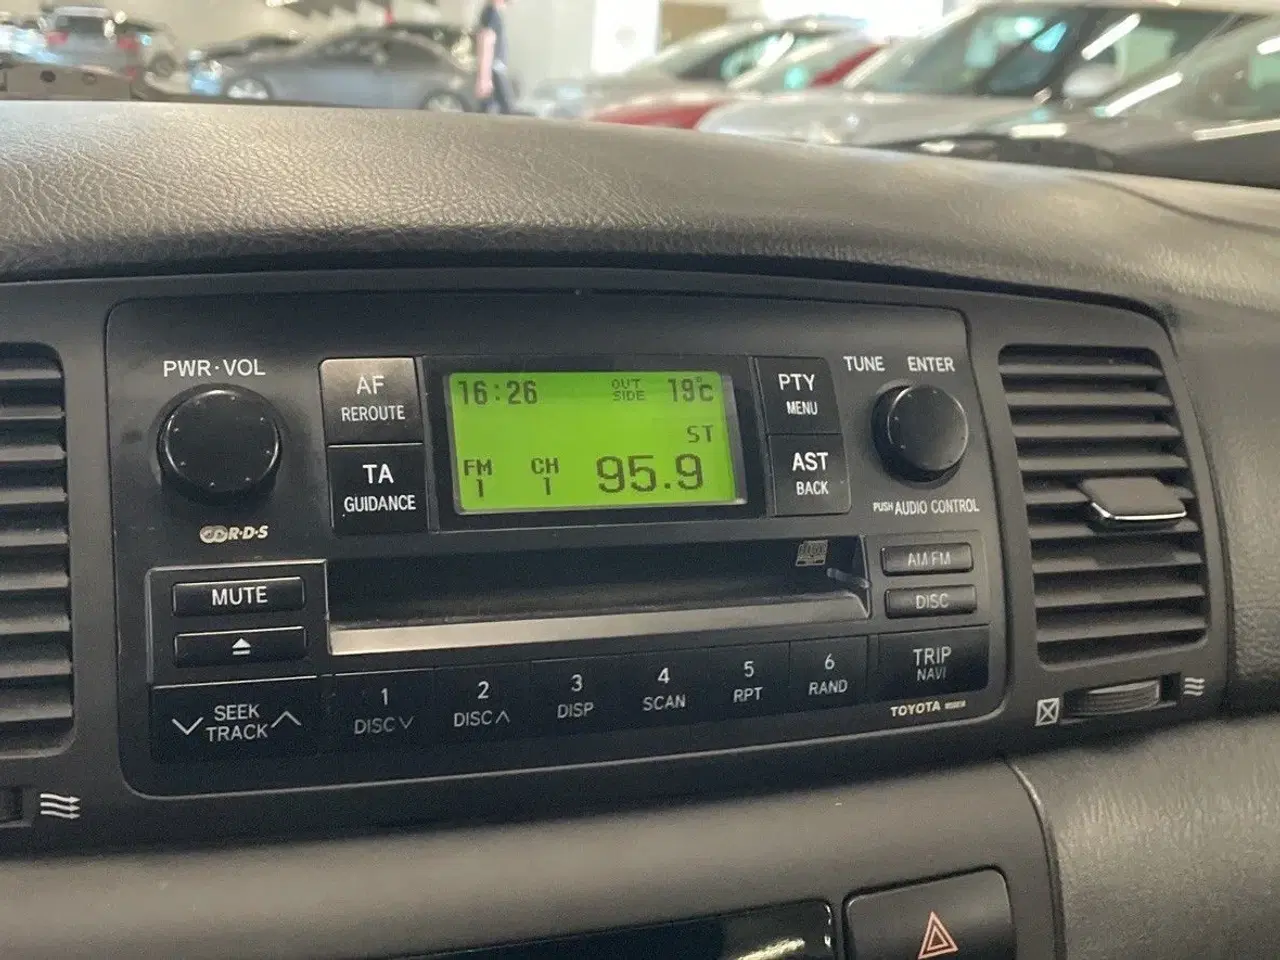 PWR·VOL
AF
REROUTE
TA
GUIDANCE
R·D·S
16:26
OUT
SIDE
19°C
ST
FM
1
CH
1
95.9
PTY
MENU
AST
BACK
TUNE
ENTER
PUSH AUDIO CONTROL
MUTE
AM FM
DISC
SEEK
TRACK
1
DISC
2
DISC
3
DISP
4
SCAN
5
RPT
6
RAND
TRIP
NAVI
TOYOTA